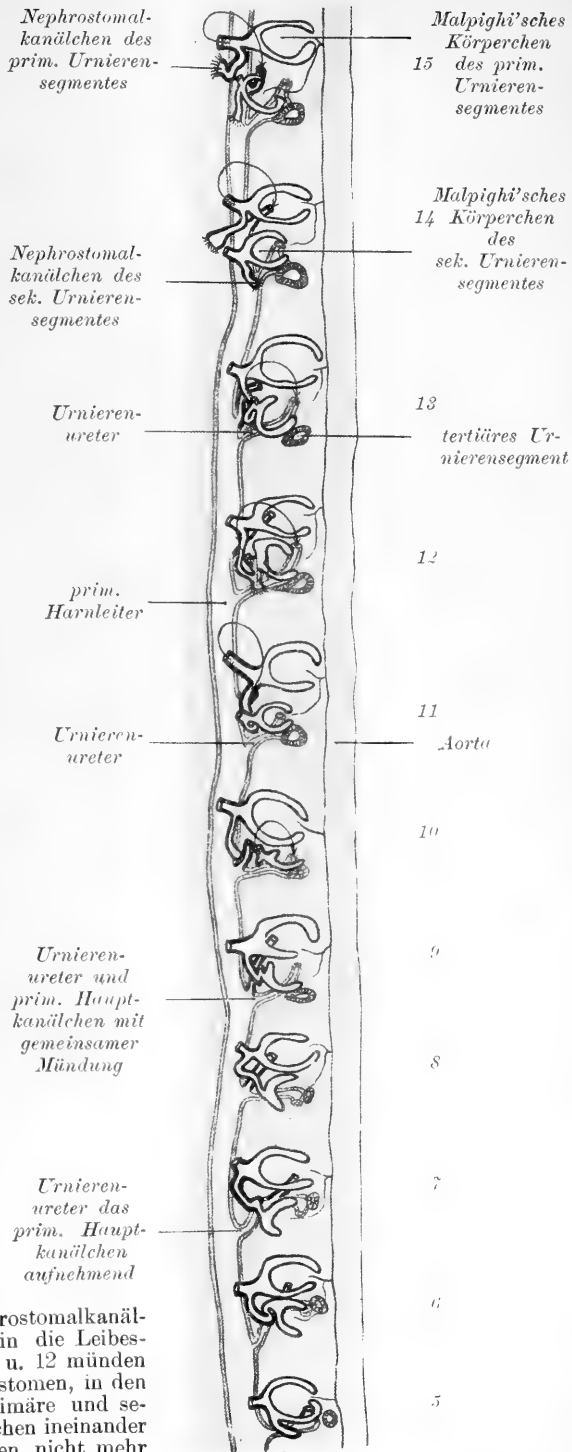 Nephrostomal-
kanälchen des
prim. Urnieren-
segmentes
Malpighi'sches
Körperchen
15 des prim.
Urnieren-
segmentes
Malpighi'sches
14 Körperchen
des
sek. Urnieren-
segmentes
Nephrostomal-
kanälchen des
sek. Urnieren-
segmentes
13
Urnieren-
ureter
tertiäres Ur-
nierensegment
12
prim.
Harnleiter
11
Urnieren-
ureter
Aorta
10
9
Urnieren-
ureter und
prim. Haupt-
kanälchen mit
gemeinsamer
Mündung
8
7
Urnieren-
ureter das
prim. Haupt-
kanälchen
aufnehmend
6
rostomalkanäl-
in die Leibes-
u. 12 münden
stomen, in den
imäre und se-
chen ineinander
en, nicht mehr
5